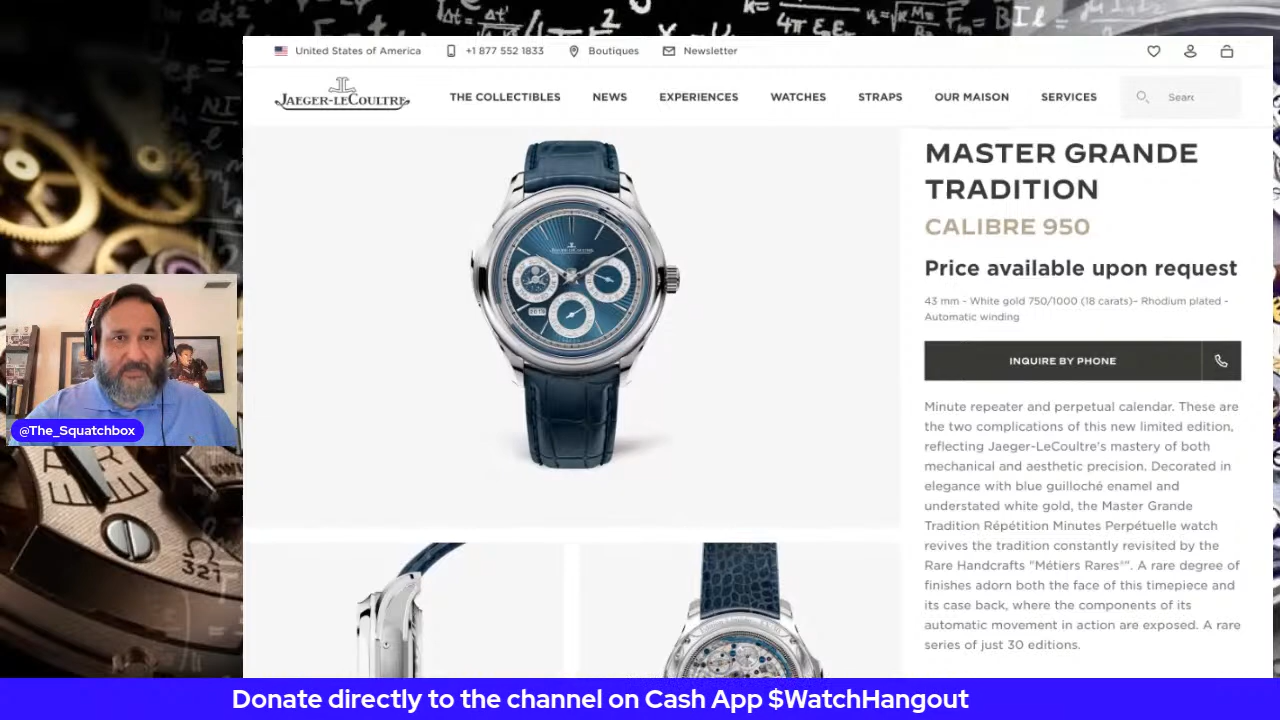 United States of America
+1 877 552 1833
Boutiques
Newsletter
JAEGER-LECOULTRE
THE COLLECTIBLES
NEWS
EXPERIENCES
WATCHES
STRAPS
OUR MAISON
SERVICES
Searc
MASTER GRANDE
TRADITION
CALIBRE 950
Price available upon request
43 mm - White gold 750/1000 (18 carats)- Rhodium plated -
Automatic winding
INQUIRE BY PHONE
Minute repeater and perpetual calendar. These are
the two complications of this new limited edition,
reflecting Jaeger-LeCoultre's mastery of both
mechanical and aesthetic precision. Decorated in
elegance with blue guilloché enamel and
understated white gold, the Master Grande
Tradition Répétition Minutes Perpétuelle watch
revives the tradition constantly revisited by the
Rare Handcrafts "Métiers Rares®". A rare degree of
finishes adorn both the face of this timepiece and
its case back, where the components of its
automatic movement in action are exposed. A rare
series of just 30 editions.
@The_Squatchbox
321
Donate directly to the channel on Cash App $WatchHangout